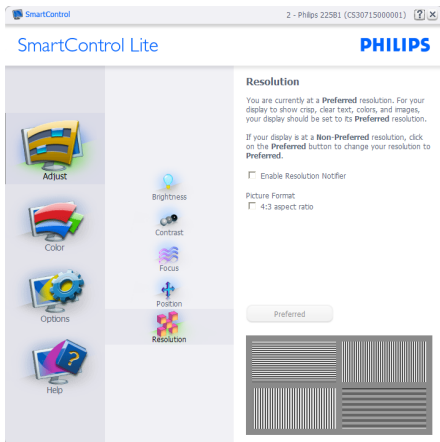 SmartControl
2 - Philips 225B1 (CS30715000001)
SmartControl Lite
PHILIPS
Adjust
Color
Options
Help
Brightness
Contrast
Focus
Position
Resolution
Resolution
You are currently at a Preferred resolution. For your
display to show crisp, clear text, colors, and images,
your display should be set to its Preferred resolution.
If your display is at a Non-Preferred resolution, click
on the Preferred button to change your resolution to
Preferred.
Enable Resolution Notifier
Picture Format
4:3 aspect ratio
Preferred